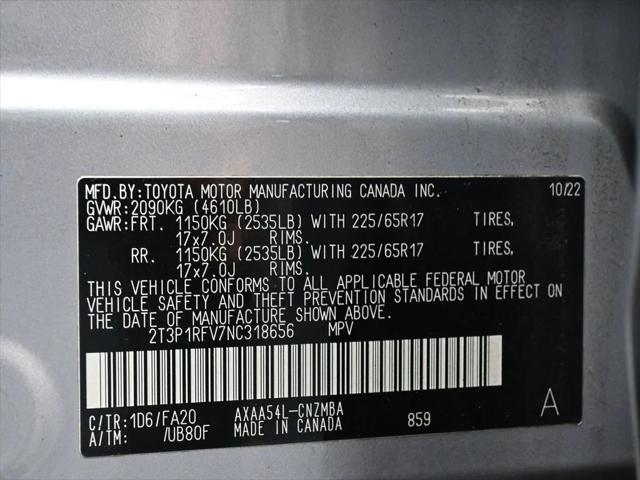 MFD.BY:TOYOTA MOTOR MANUFACTURING CANADA INC. 10/22
GVWR:2090KG (4610LB)
GAWR:FRT. 1150KG (2535LB) WITH 225/65R17 TIRES,
17x7.0J RIMS.
RR. 1150KG (2535LB) WITH 225/65R17 TIRES,
17x7.0J RIMS.
THIS VEHICLE CONFORMS TO ALL APPLICABLE FEDERAL MOTOR
VEHICLE SAFETY AND THEFT PREVENTION STANDARDS IN EFFECT ON
THE DATE OF MANUFACTURE SHOWN ABOVE.
2T3P1RFV7NC318656 MPV
C/TR:1D6/FA20 AXAA54L-CNZMBA
A/TM: /UB80F MADE IN CANADA 859 A